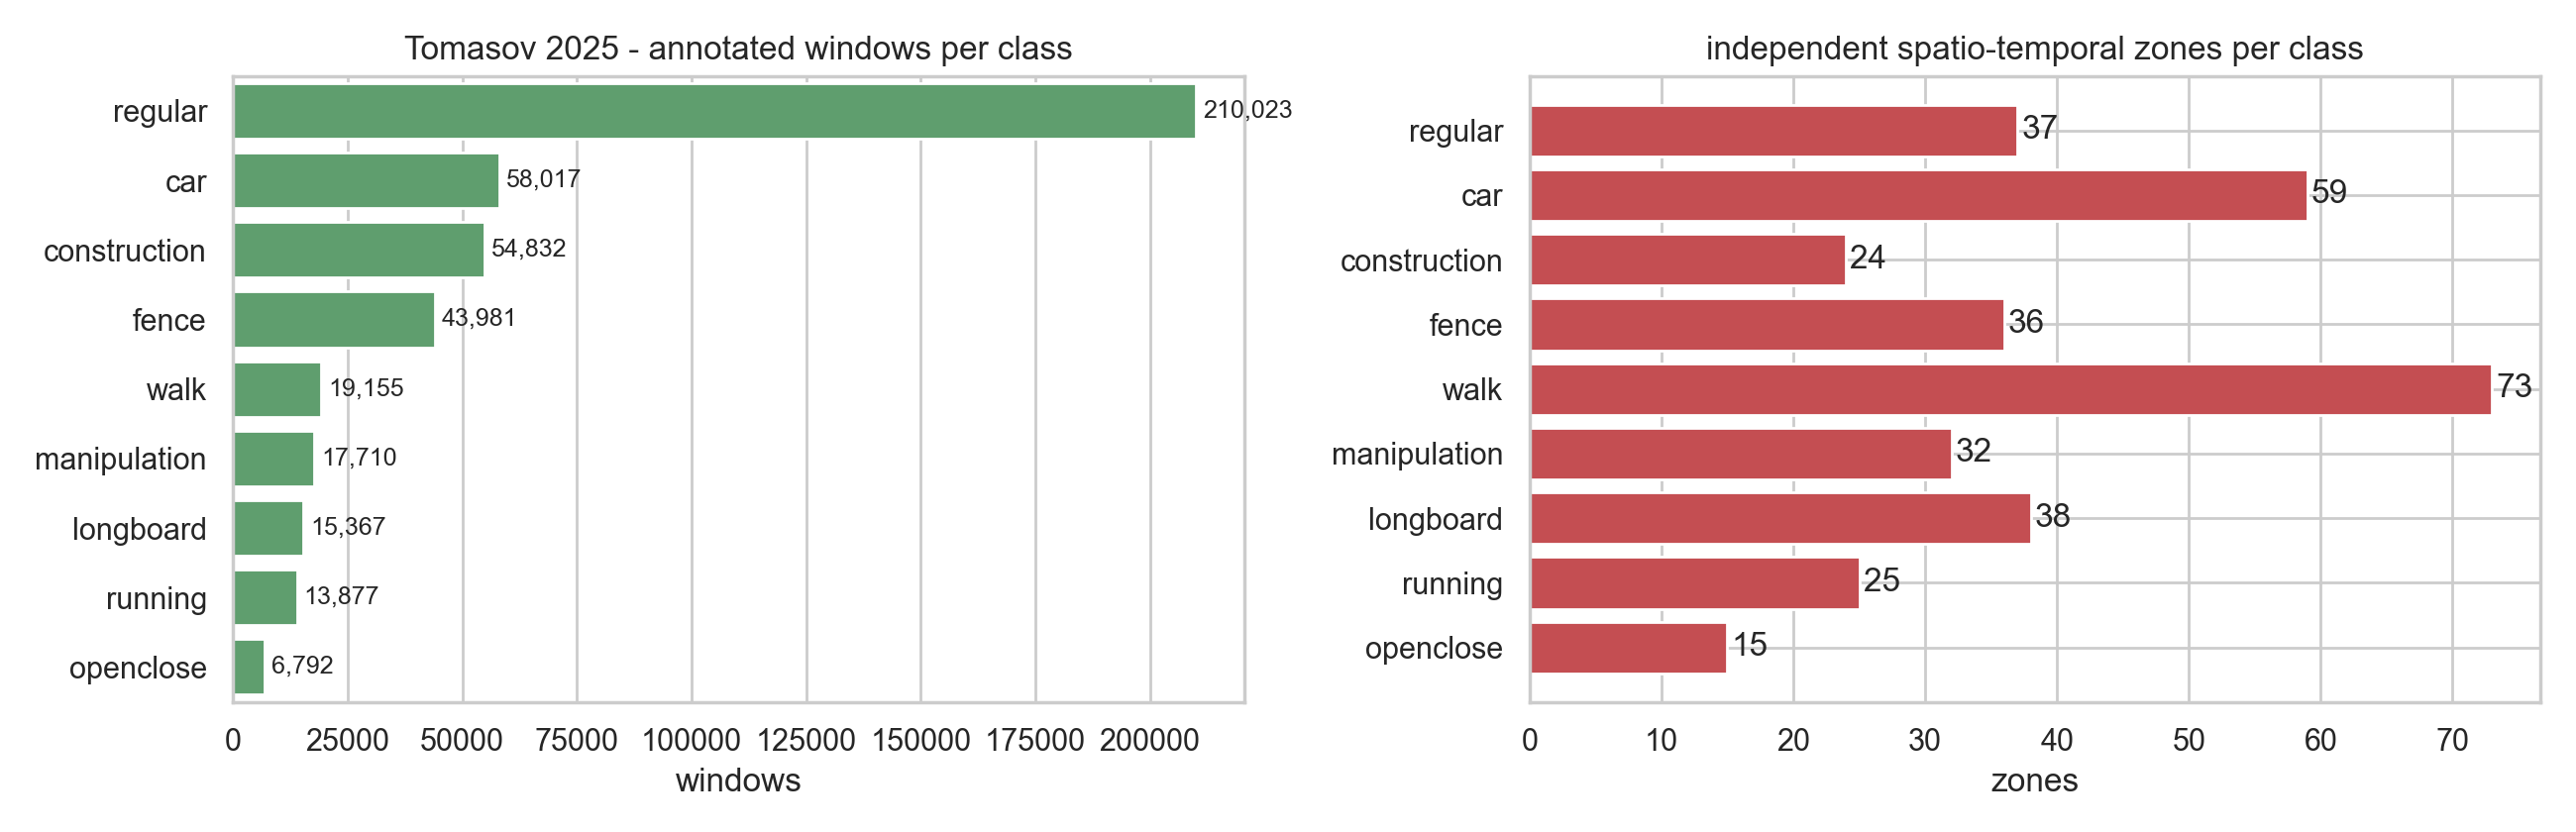 Tomasov 2025 - annotated windows per class
regular 210,023
car 58,017
construction 54,832
fence 43,981
walk 19,155
manipulation 17,710
longboard 15,367
running 13,877
openclose 6,792
0 25000 50000 75000 100000 125000 150000 175000 200000
windows
independent spatio-temporal zones per class
regular 37
car 59
construction 24
fence 36
walk 73
manipulation 32
longboard 38
running 25
openclose 15
0 10 20 30 40 50 60 70
zones